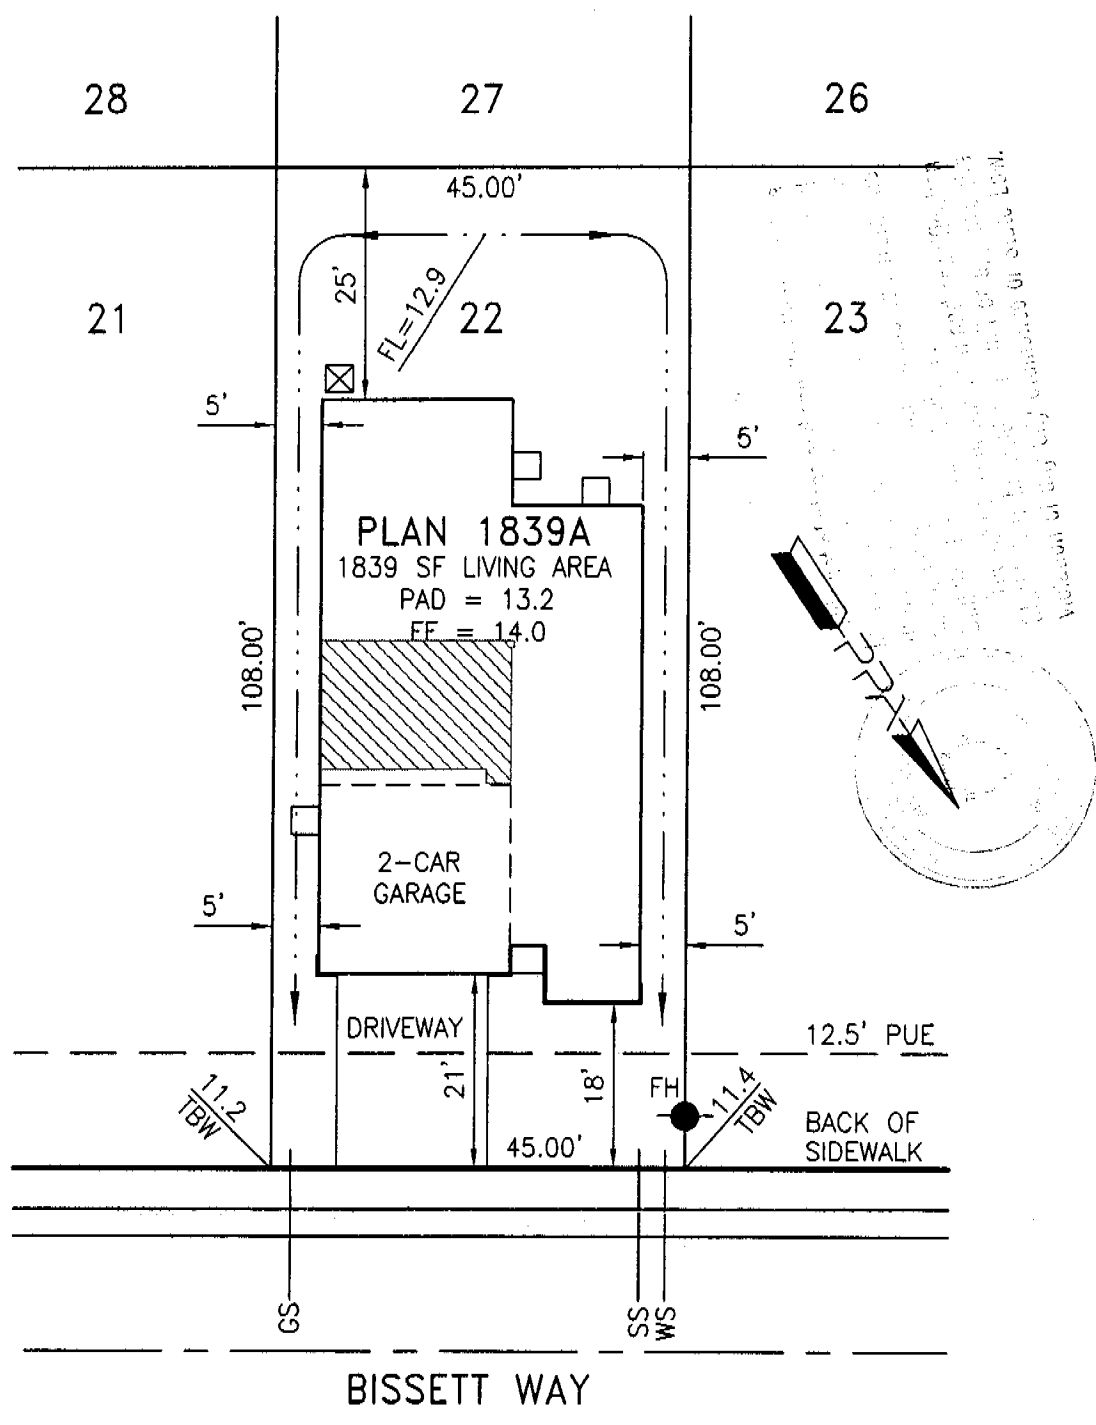 28
27
26
45.00'
25'
FL=12.9
21
22
23
5'
5'
PLAN 1839A
1839 SF LIVING AREA
PAD = 13.2
FF = 14.0
108.00'
108.00'
2-CAR
GARAGE
5'
5'
DRIVEWAY
12.5' PUE
21'
18'
FH
11.2
TBW
11.4
TBW
45.00'
BACK OF
SIDEWALK
GS
SS
WS
BISSETT WAY